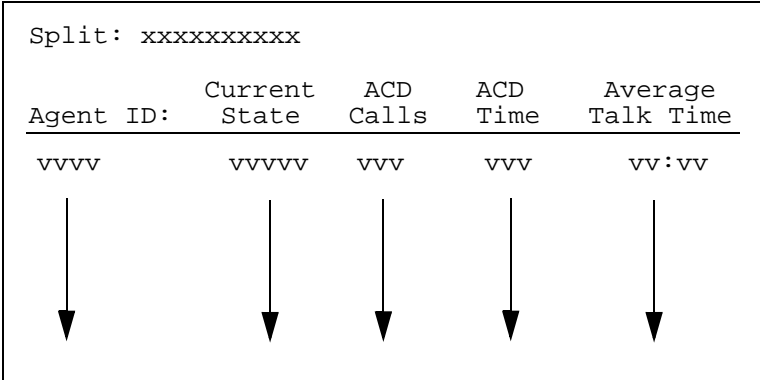 Split: xxxxxxxxxx
Current ACD ACD Average
Agent ID: State Calls Time Talk Time
vvvv vvvvv vvv vvv vv:vv